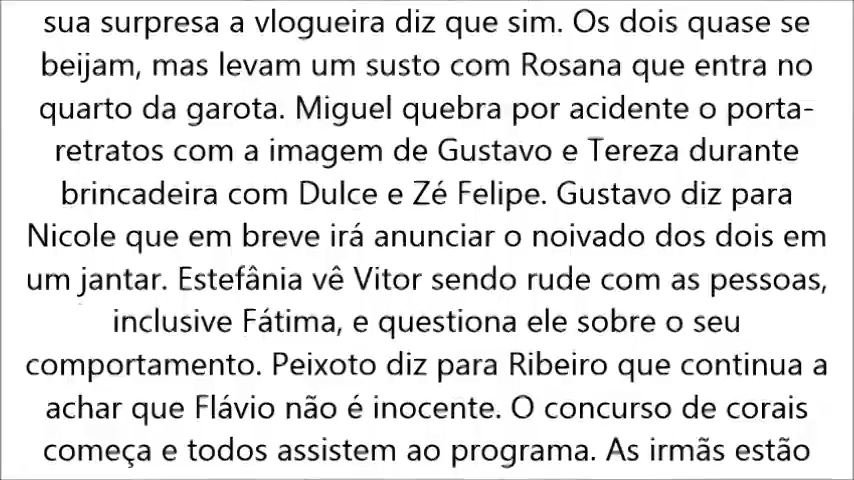 sua surpresa a vlogueira diz que sim. Os dois quase se
beijam, mas levam um susto com Rosana que entra no
quarto da garota. Miguel quebra por acidente o porta-
retratos com a imagem de Gustavo e Tereza durante
brincadeira com Dulce e Zé Felipe. Gustavo diz para
Nicole que em breve irá anunciar o noivado dos dois em
um jantar. Estefânia vê Vitor sendo rude com as pessoas,
inclusive Fátima, e questiona ele sobre o seu
comportamento. Peixoto diz para Ribeiro que continua a
achar que Flávio não é inocente. O concurso de corais
começa e todos assistem ao programa. As irmãs estão